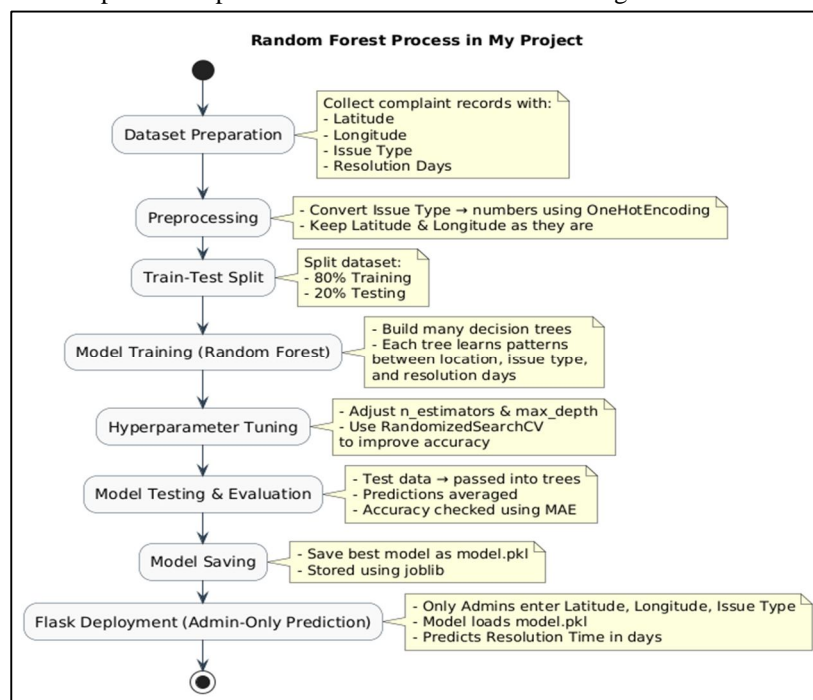 Random Forest Process in My Project
Dataset Preparation
Collect complaint records with:
- Latitude
- Longitude
- Issue Type
- Resolution Days
Preprocessing
- Convert Issue Type → numbers using OneHotEncoding
- Keep Latitude & Longitude as they are
Train-Test Split
Split dataset:
- 80% Training
- 20% Testing
Model Training (Random Forest)
- Build many decision trees
- Each tree learns patterns
between location, issue type,
and resolution days
Hyperparameter Tuning
- Adjust n_estimators & max_depth
- Use RandomizedSearchCV
to improve accuracy
Model Testing & Evaluation
- Test data → passed into trees
- Predictions averaged
- Accuracy checked using MAE
Model Saving
- Save best model as model.pkl
- Stored using joblib
Flask Deployment (Admin-Only Prediction)
- Only Admins enter Latitude, Longitude, Issue Type
- Model loads model.pkl
- Predicts Resolution Time in days